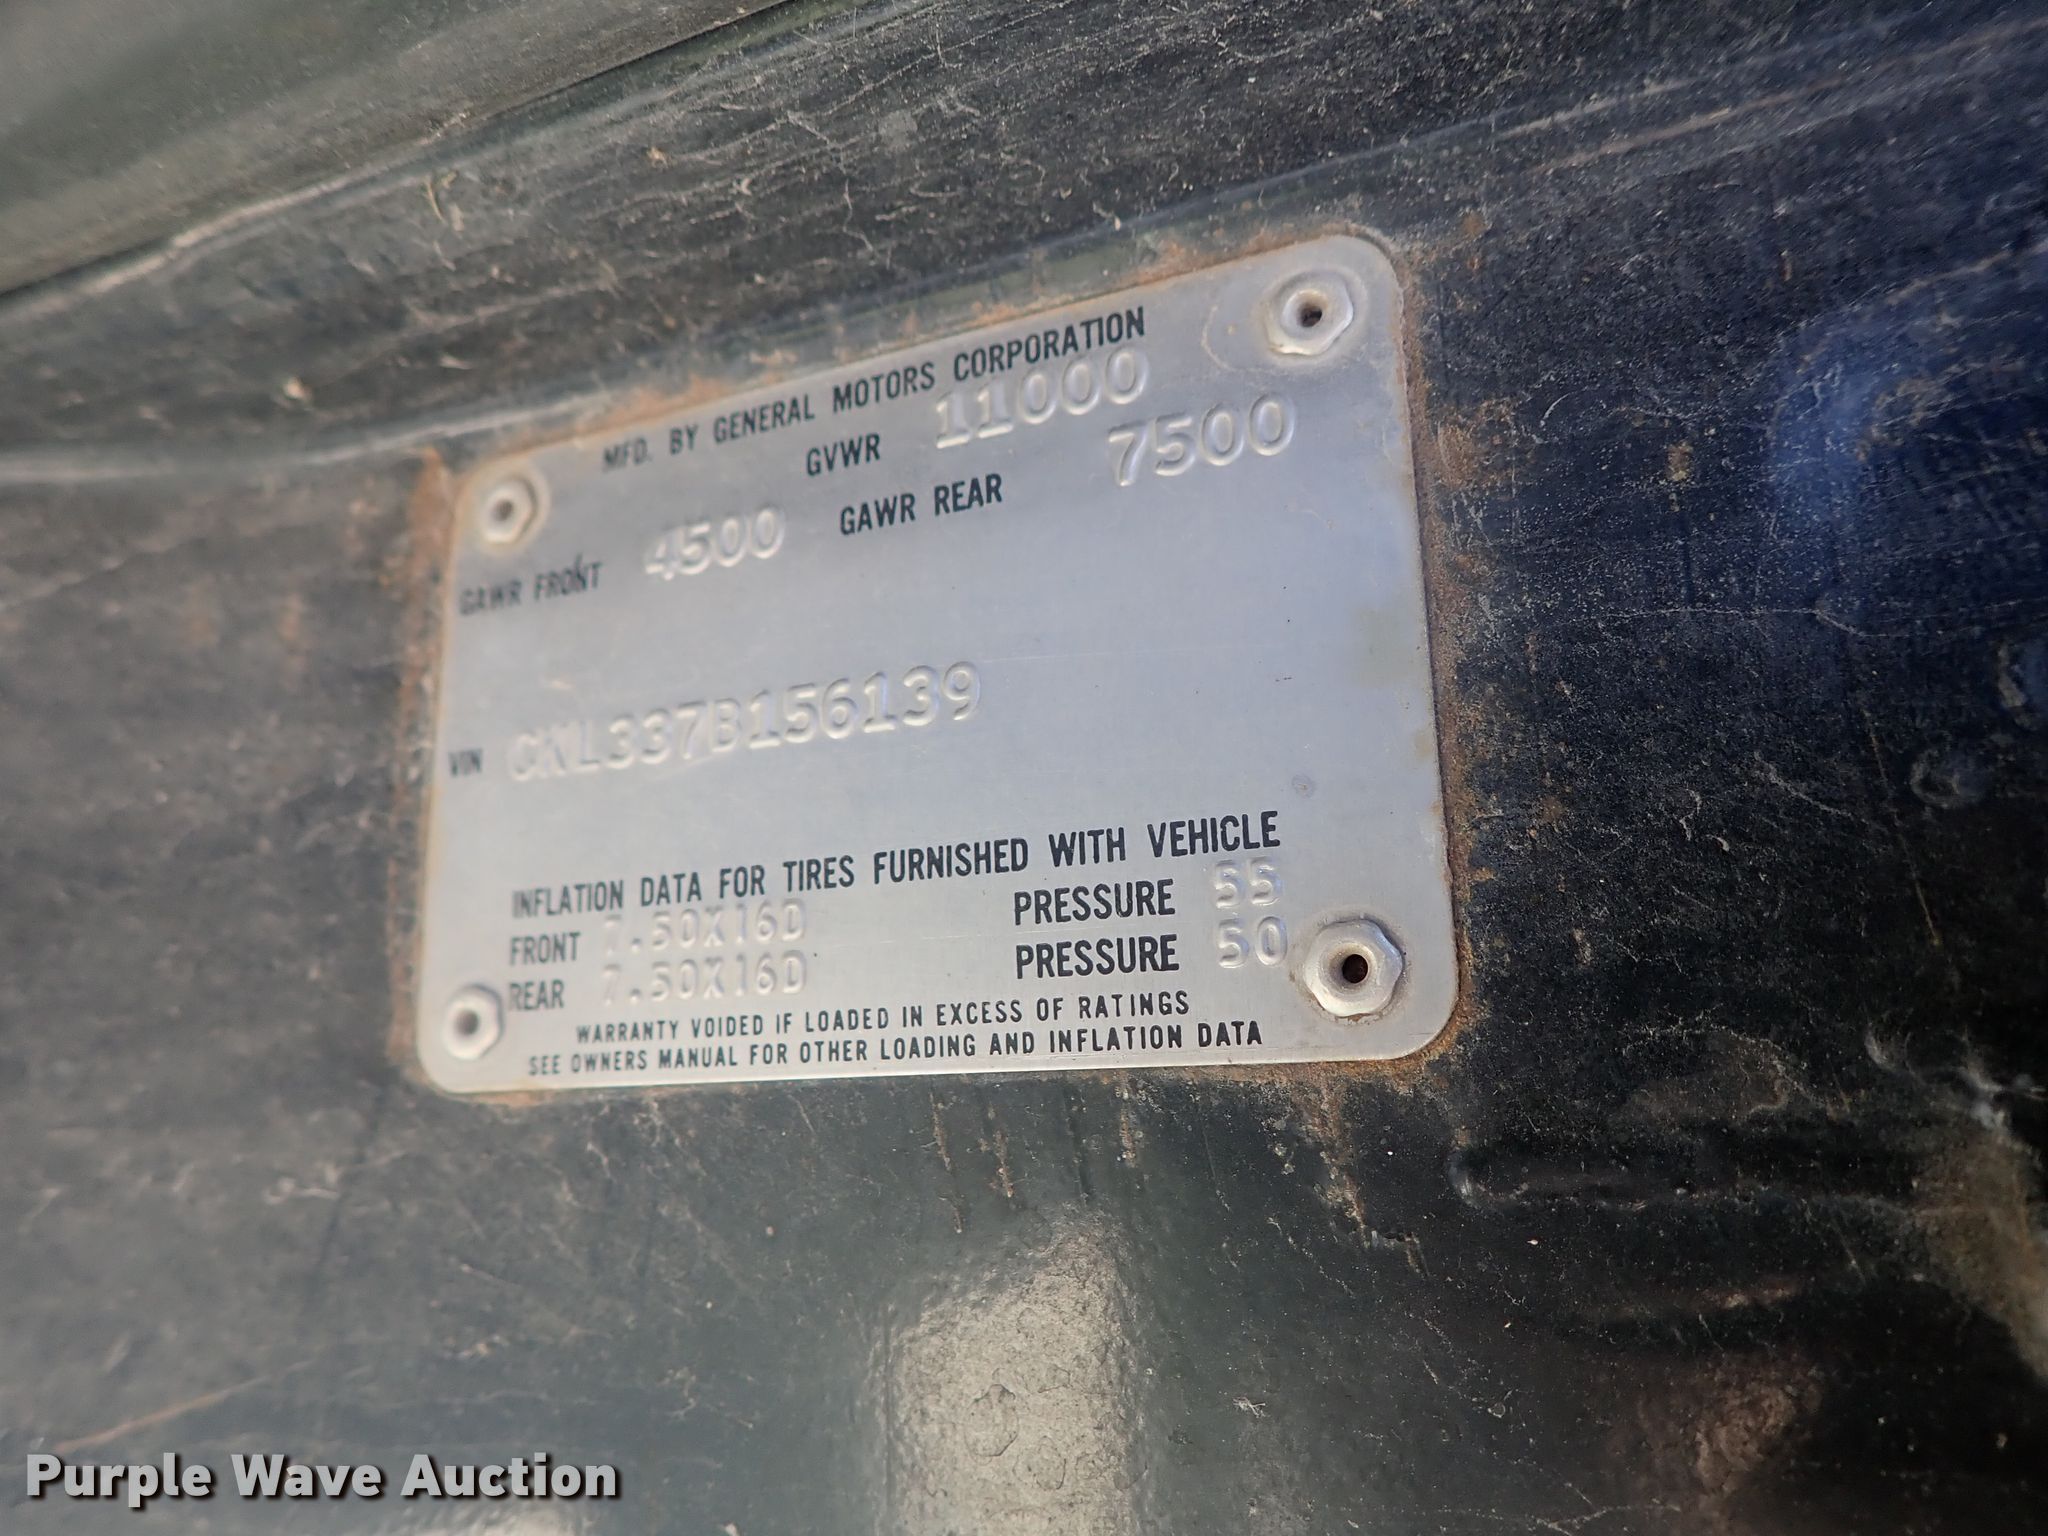 MFD. BY GENERAL MOTORS CORPORATION
GVWR 11000
GAWR FRONT 4500 GAWR REAR 7500
VIN CKL337B156139
INFLATION DATA FOR TIRES FURNISHED WITH VEHICLE
FRONT 7.50X16D PRESSURE 55
REAR 7.50X16D PRESSURE 50
WARRANTY VOIDED IF LOADED IN EXCESS OF RATINGS
SEE OWNERS MANUAL FOR OTHER LOADING AND INFLATION DATA
Purple Wave Auction